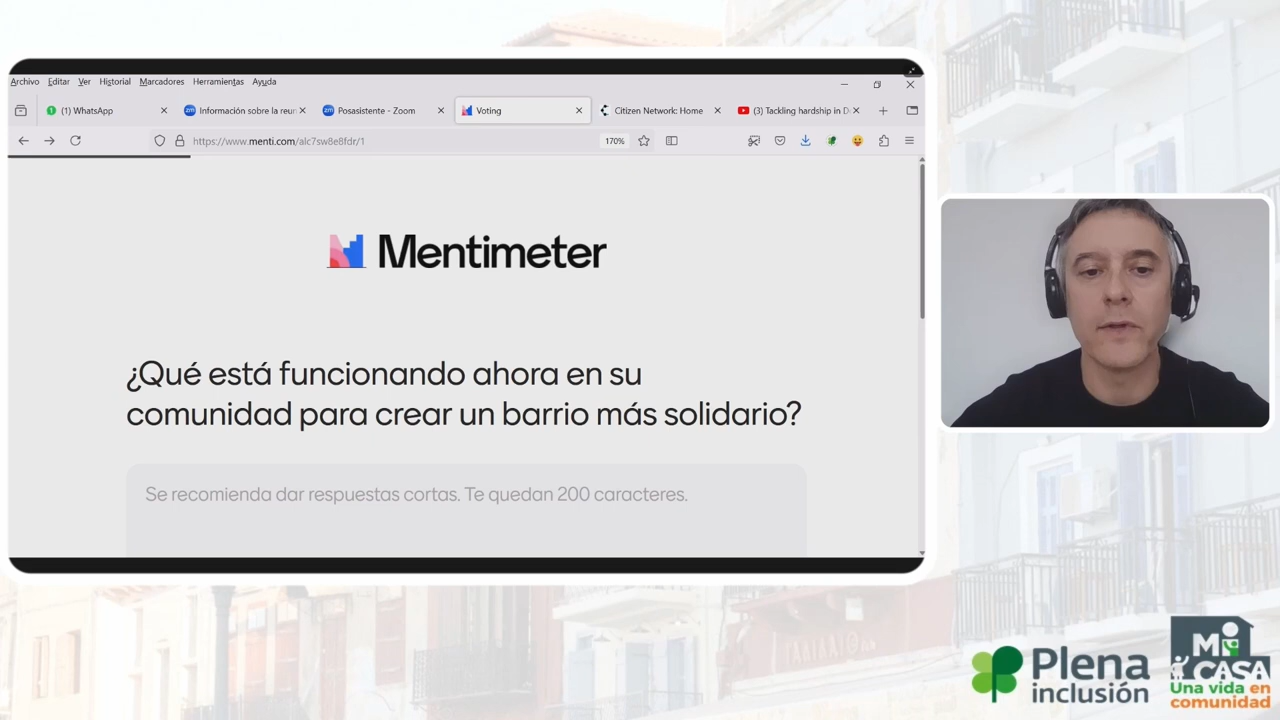 Archivo Editar Ver Historial Marcadores Herramientas Ayuda
(1) WhatsApp
Información sobre la reun
Posasistente - Zoom
Voting
Citizen Network: Home
(3) Tackling hardship in D
https://www.menti.com/alc7sw8e8fdr/1
170%
Mentimeter
¿Qué está funcionando ahora en su
comunidad para crear un barrio más solidario?
Se recomienda dar respuestas cortas. Te quedan 200 caracteres.
Plena
inclusión
Mi
CASA
Una vida en
comunidad